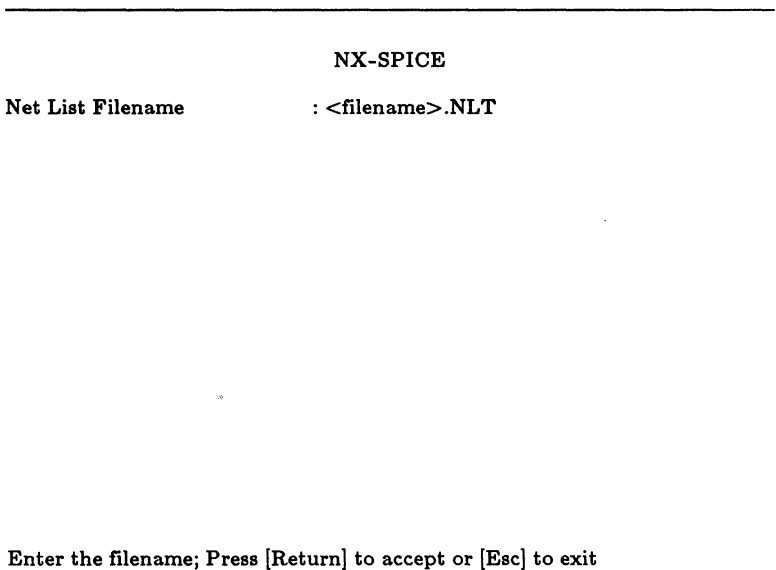 NX-SPICE
Net List Filename : <filename>.NLT
Enter the filename; Press [Return] to accept or [Esc] to exit